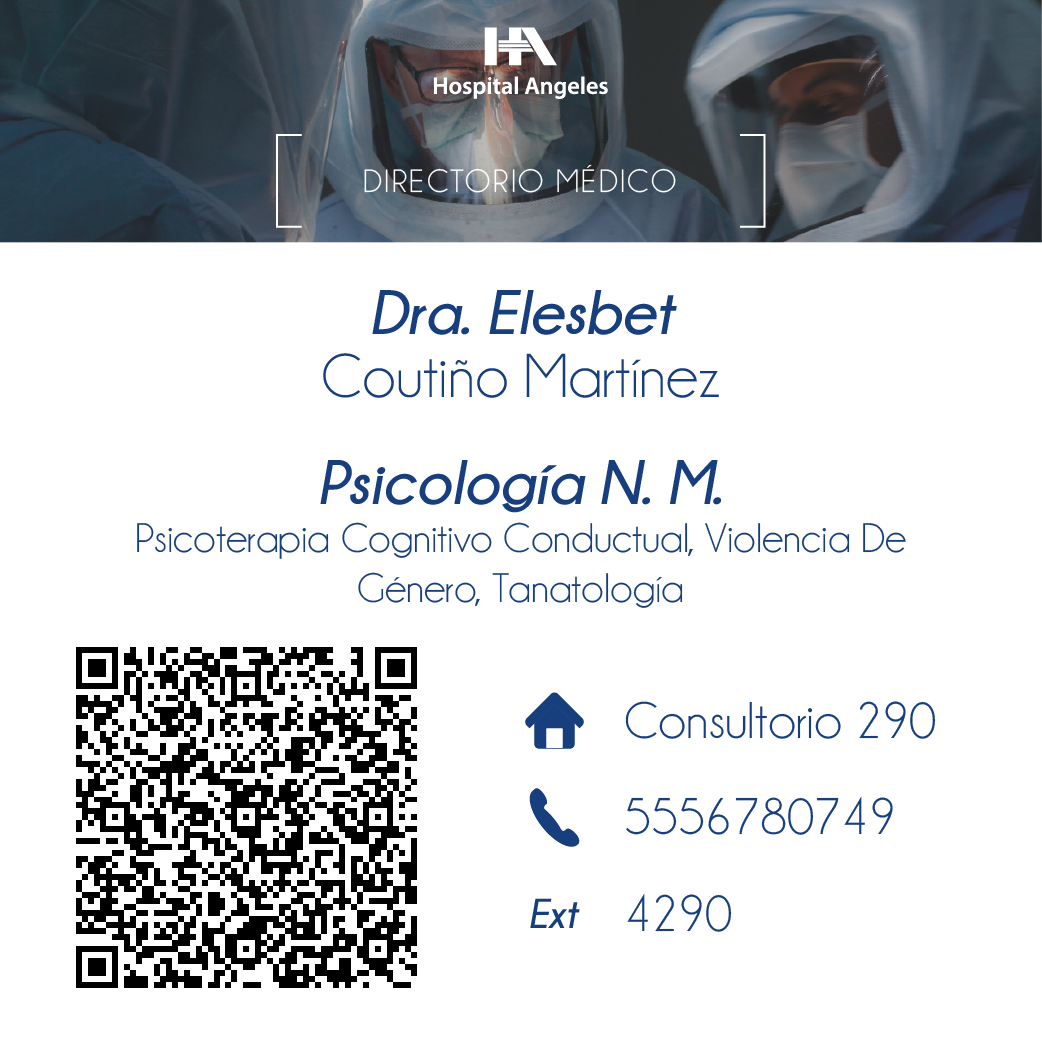 HA
Hospital Angeles
DIRECTORIO MÉDICO
Dra. Elesbet
Coutiño Martínez
Psicología N. M.
Psicoterapia Cognitivo Conductual, Violencia De
Género, Tanatología
Consultorio 290
5556780749
Ext 4290